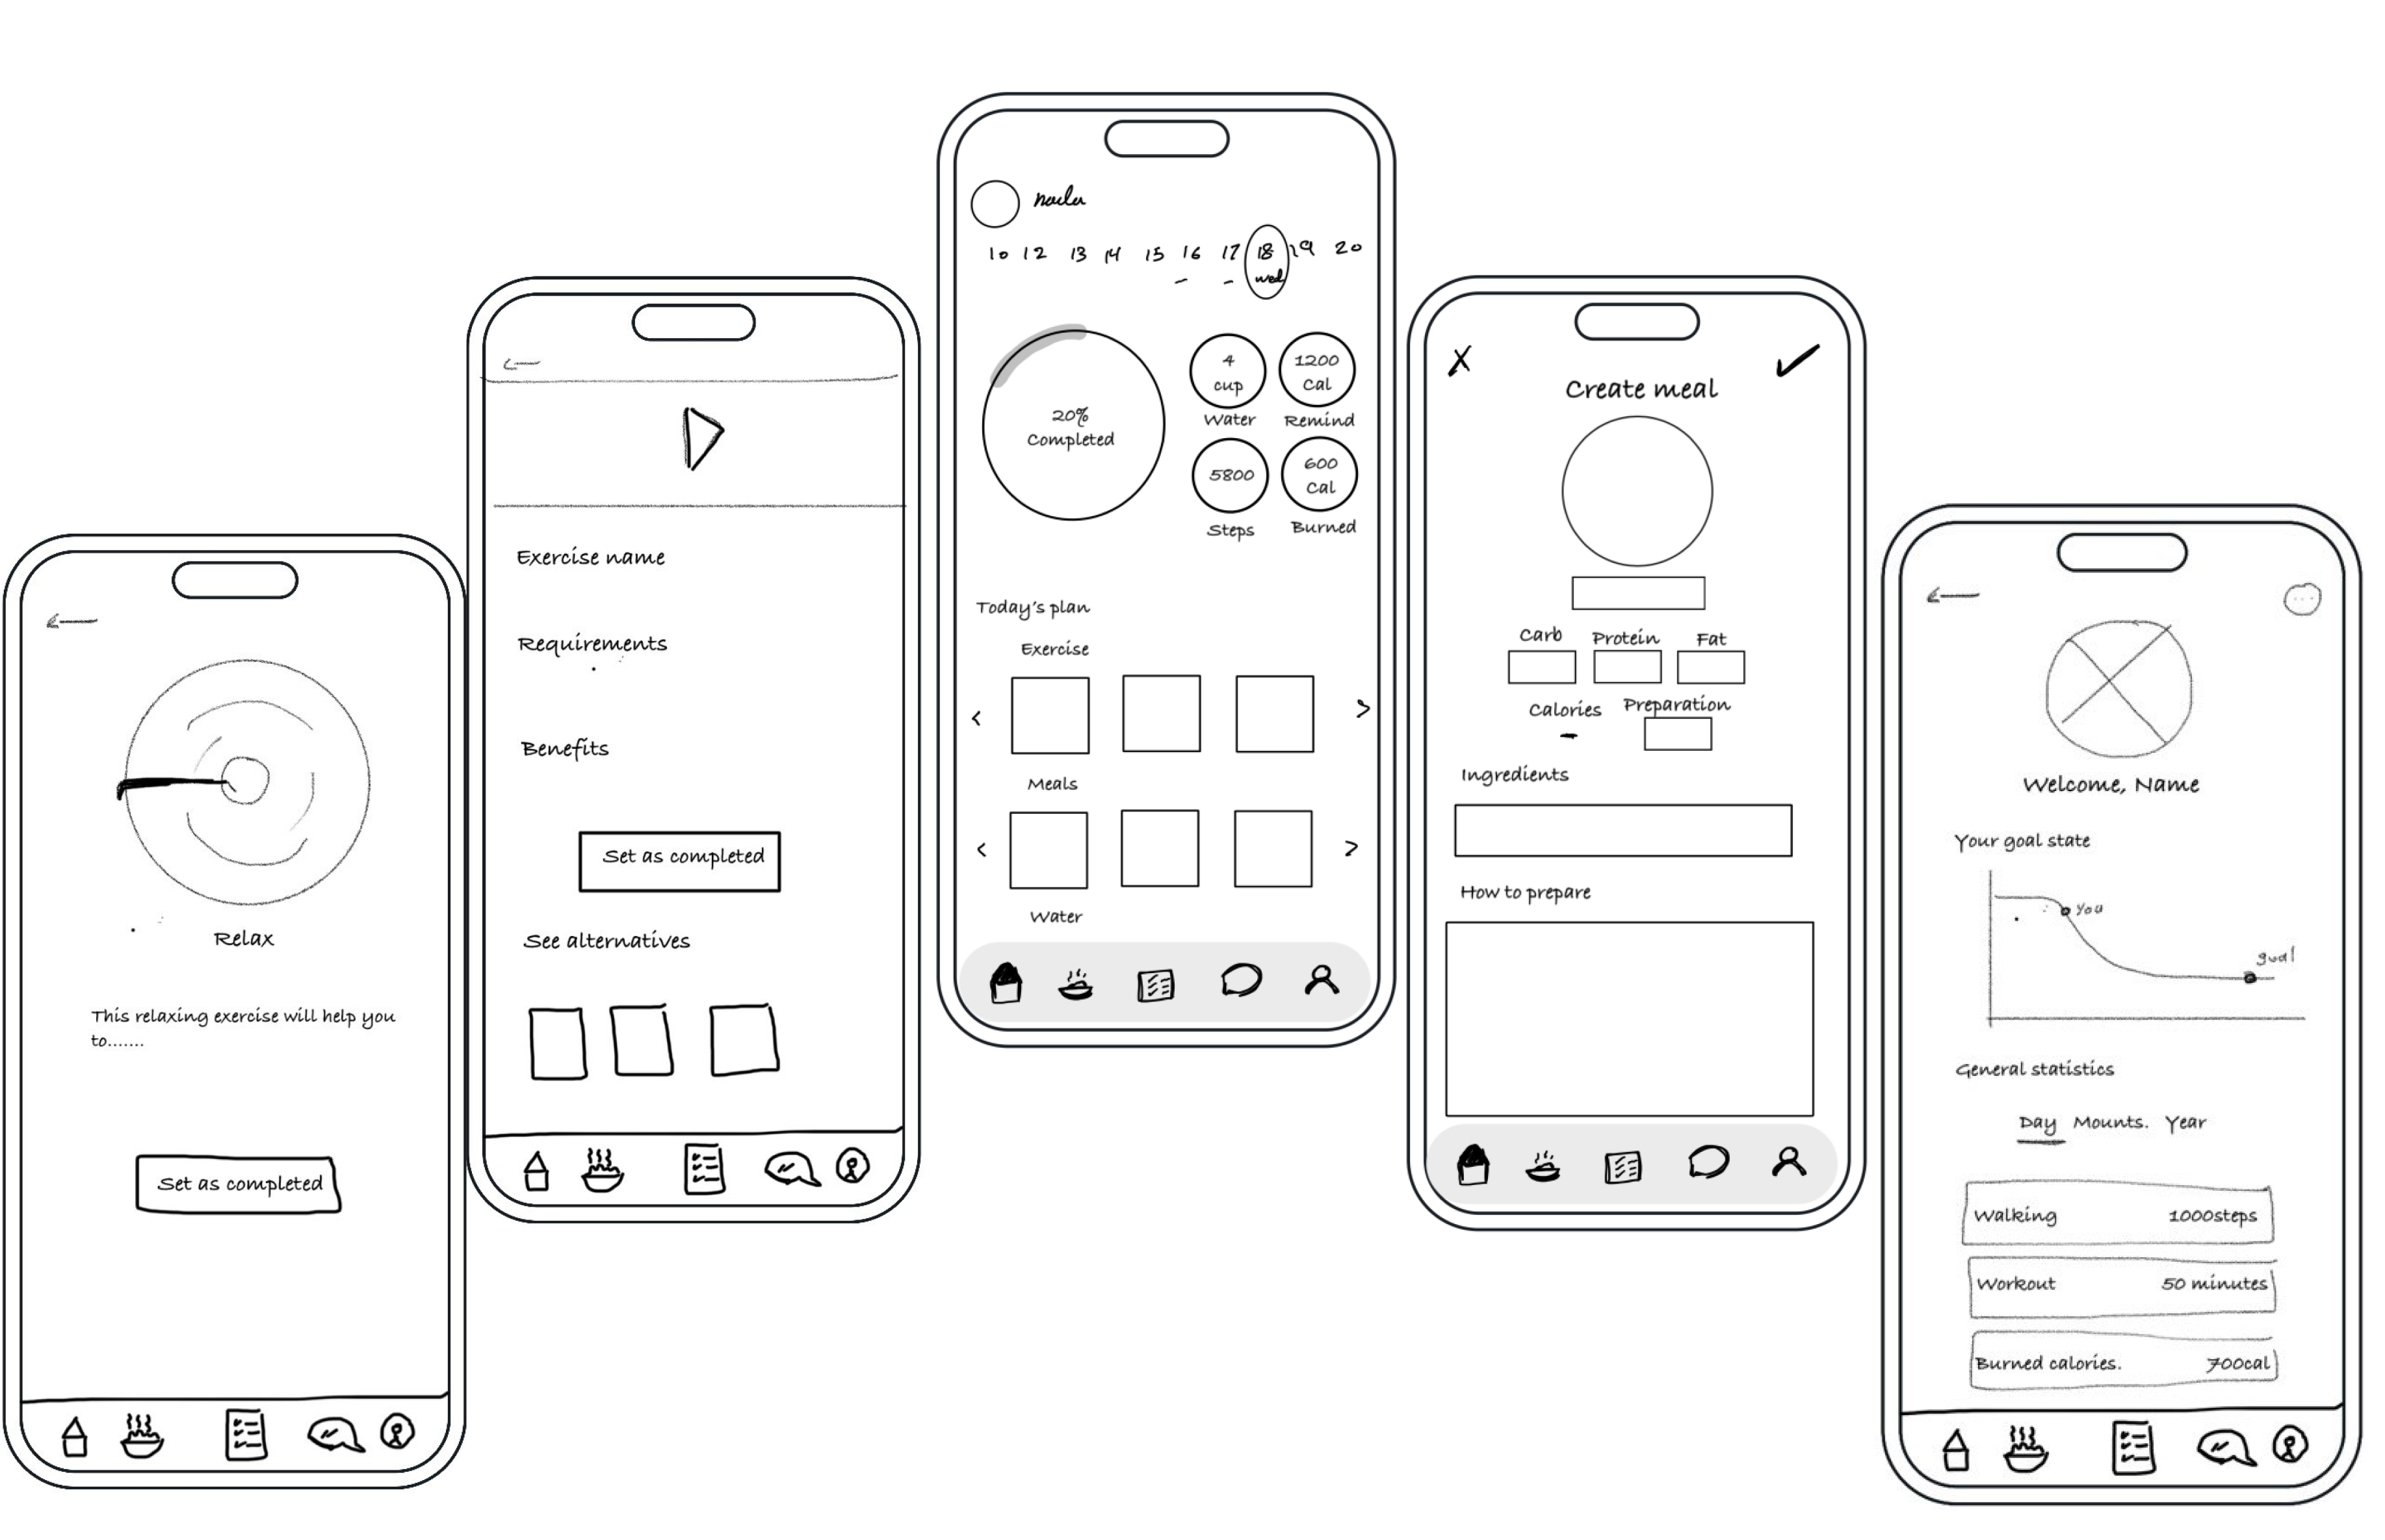 Relax
This relaxing exercise will help you
to.......
Set as completed
Exercise name
Requirements
Benefits
Set as completed
See alternatives
10 12 13 14 15 16 17 18 19 20
wed
20%
Completed
4
cup
Water
1200
Cal
Remind
5800
Steps
600
Cal
Burned
Today's plan
Exercise
Meals
Water
X
Create meal
Carb Protein Fat
Calories Preparation
Ingredients
How to prepare
Welcome, Name
Your goal state
You
goal
General statistics
Day Mounts. Year
Walking 1000steps
Workout 50 minutes
Burned calories. 700cal